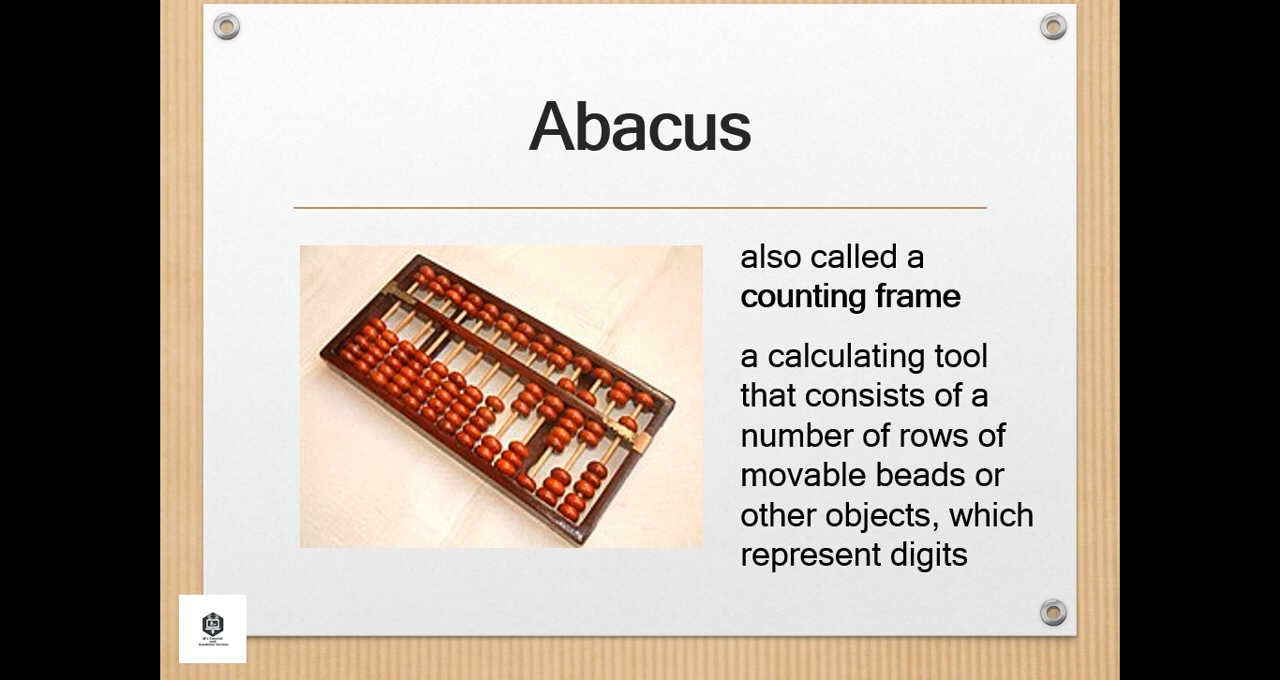 Abacus
also called a
counting frame
a calculating tool
that consists of a
number of rows of
movable beads or
other objects, which
represent digits